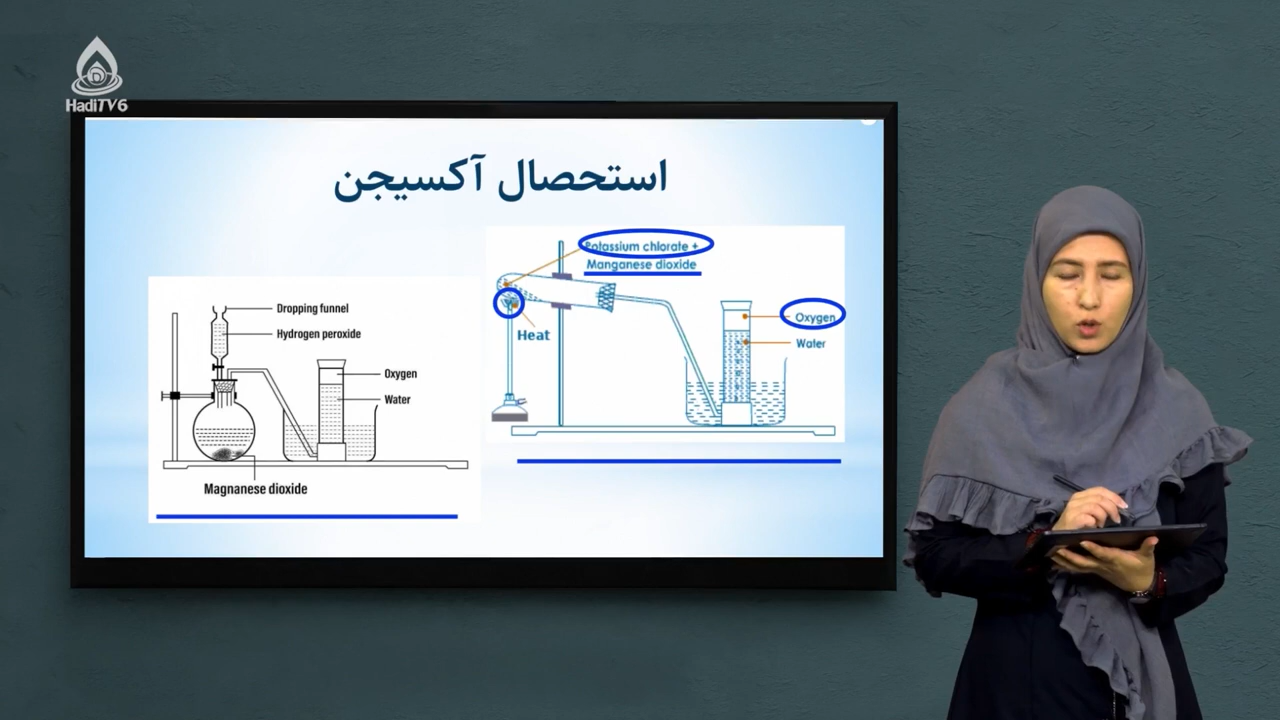 HadiTV6
استحصال آکسیجن
Dropping funnel
Hydrogen peroxide
Oxygen
Water
Magnanese dioxide
Potassium chlorate +
Manganese dioxide
Heat
Oxygen
Water